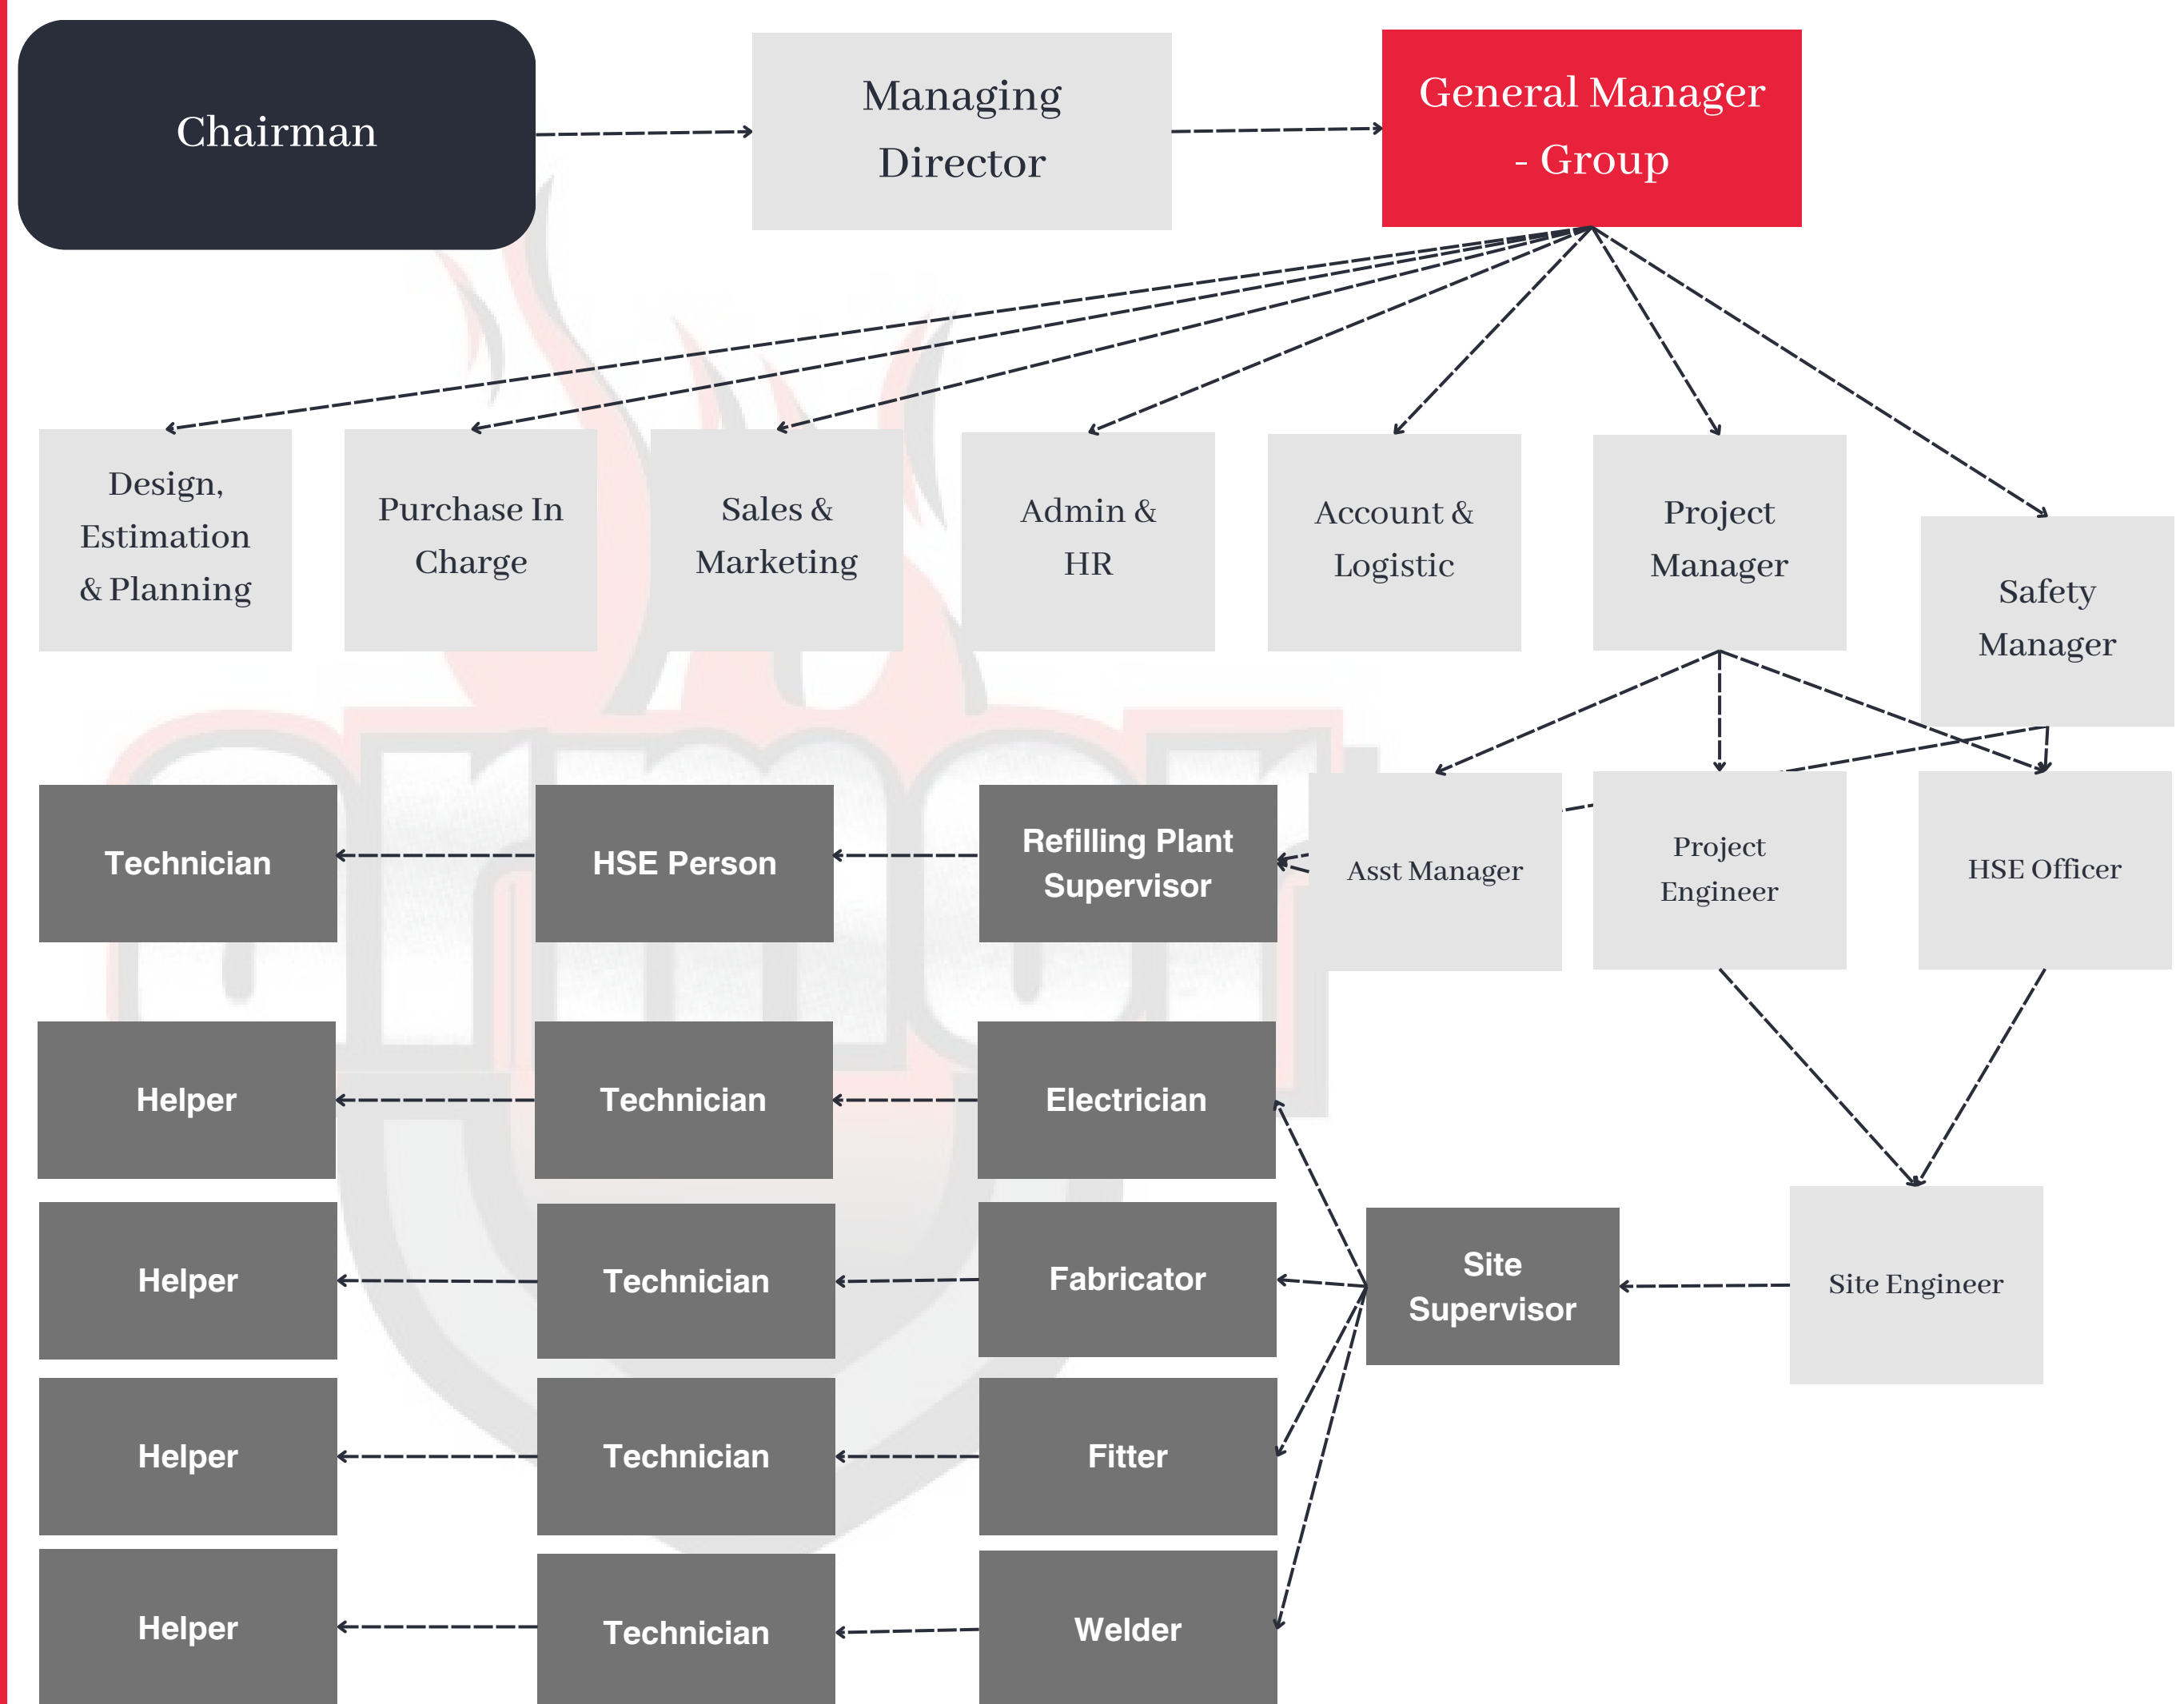 Chairman
Managing
Director
General Manager
- Group
Design,
Estimation
& Planning
Purchase In
Charge
Sales &
Marketing
Admin &
HR
Account &
Logistic
Project
Manager
Safety
Manager
Technician
HSE Person
Refilling Plant
Supervisor
Asst Manager
Project
Engineer
HSE Officer
Helper
Technician
Electrician
Helper
Technician
Fabricator
Site
Supervisor
Site Engineer
Helper
Technician
Fitter
Helper
Technician
Welder
armor